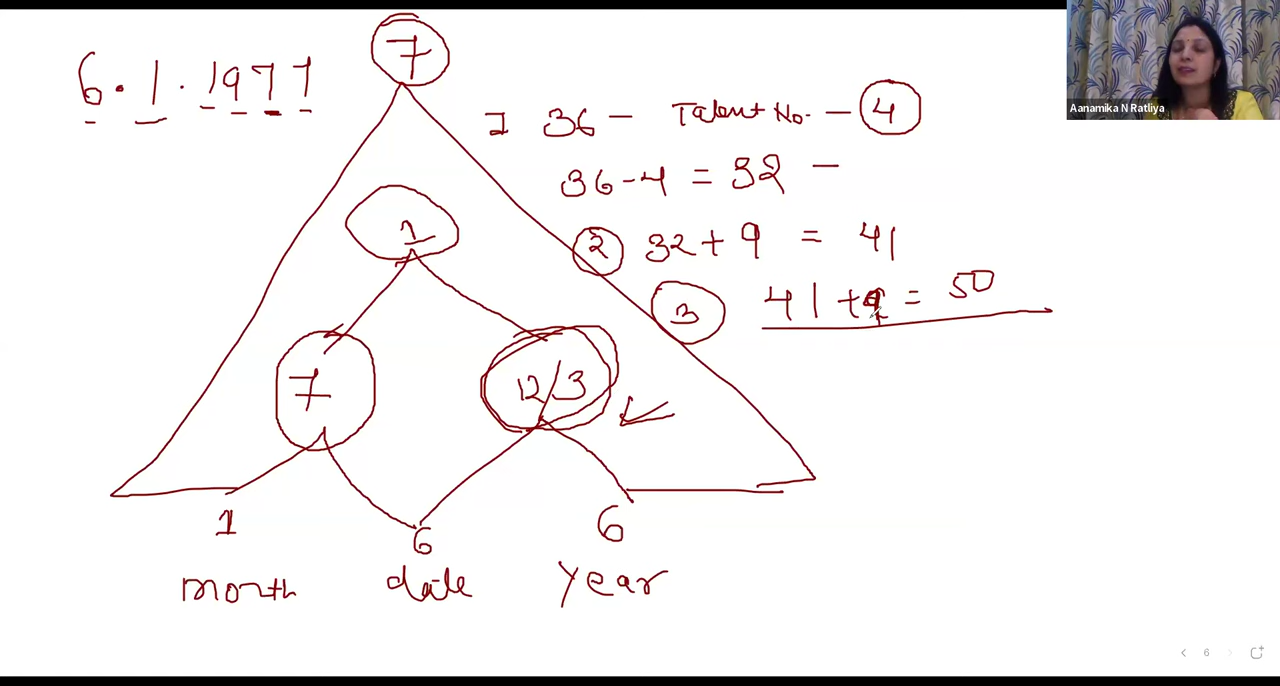 7
6.1.1977
1 36 - Talent No. - 4
36-4 = 32 -
2 32 + 9 = 41
3 41 + 9 = 50
1
7
12/3
1 6 6
month date year
Aanamika N Ratliya
6